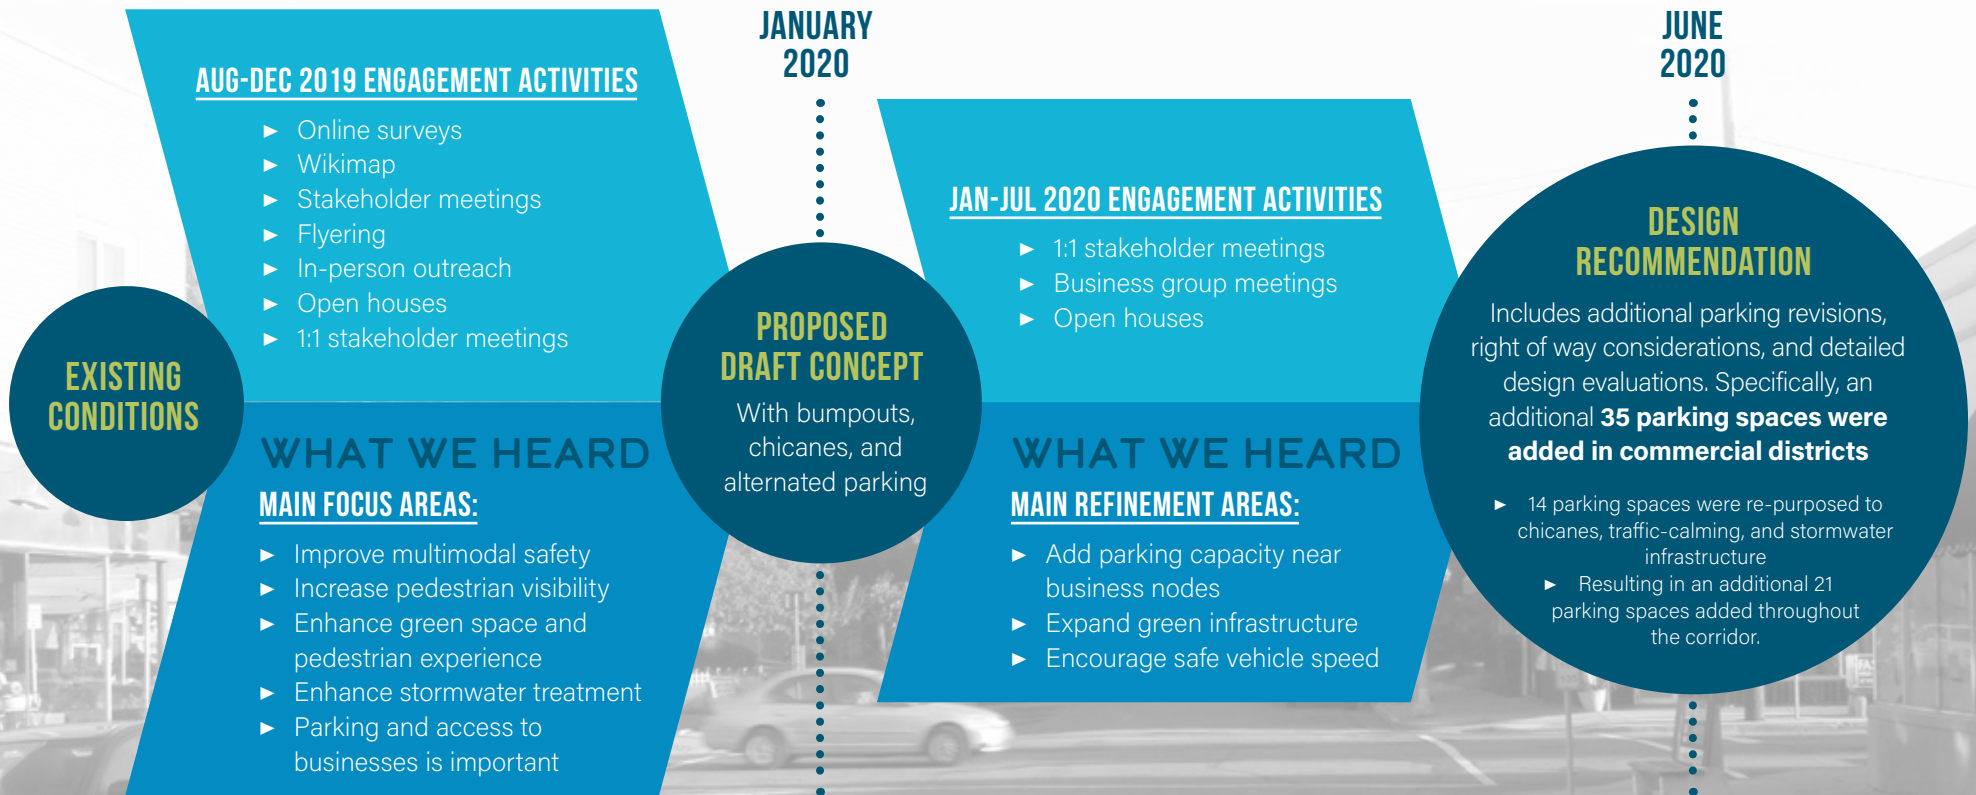 EXISTING
CONDITIONS
AUG-DEC 2019 ENGAGEMENT ACTIVITIES
► Online surveys
► Wikimap
► Stakeholder meetings
► Flyering
► In-person outreach
► Open houses
► 1:1 stakeholder meetings
WHAT WE HEARD
MAIN FOCUS AREAS:
► Improve multimodal safety
► Increase pedestrian visibility
► Enhance green space and
pedestrian experience
► Enhance stormwater treatment
► Parking and access to
businesses is important
JANUARY
2020
PROPOSED
DRAFT CONCEPT
With bumpouts,
chicanes, and
alternated parking
JAN-JUL 2020 ENGAGEMENT ACTIVITIES
► 1:1 stakeholder meetings
► Business group meetings
► Open houses
WHAT WE HEARD
MAIN REFINEMENT AREAS:
► Add parking capacity near
business nodes
► Expand green infrastructure
► Encourage safe vehicle speed
JUNE
2020
DESIGN
RECOMMENDATION
Includes additional parking revisions,
right of way considerations, and detailed
design evaluations. Specifically, an
additional 35 parking spaces were
added in commercial districts
► 14 parking spaces were re-purposed to
chicanes, traffic-calming, and stormwater
infrastructure
► Resulting in an additional 21
parking spaces added throughout
the corridor.